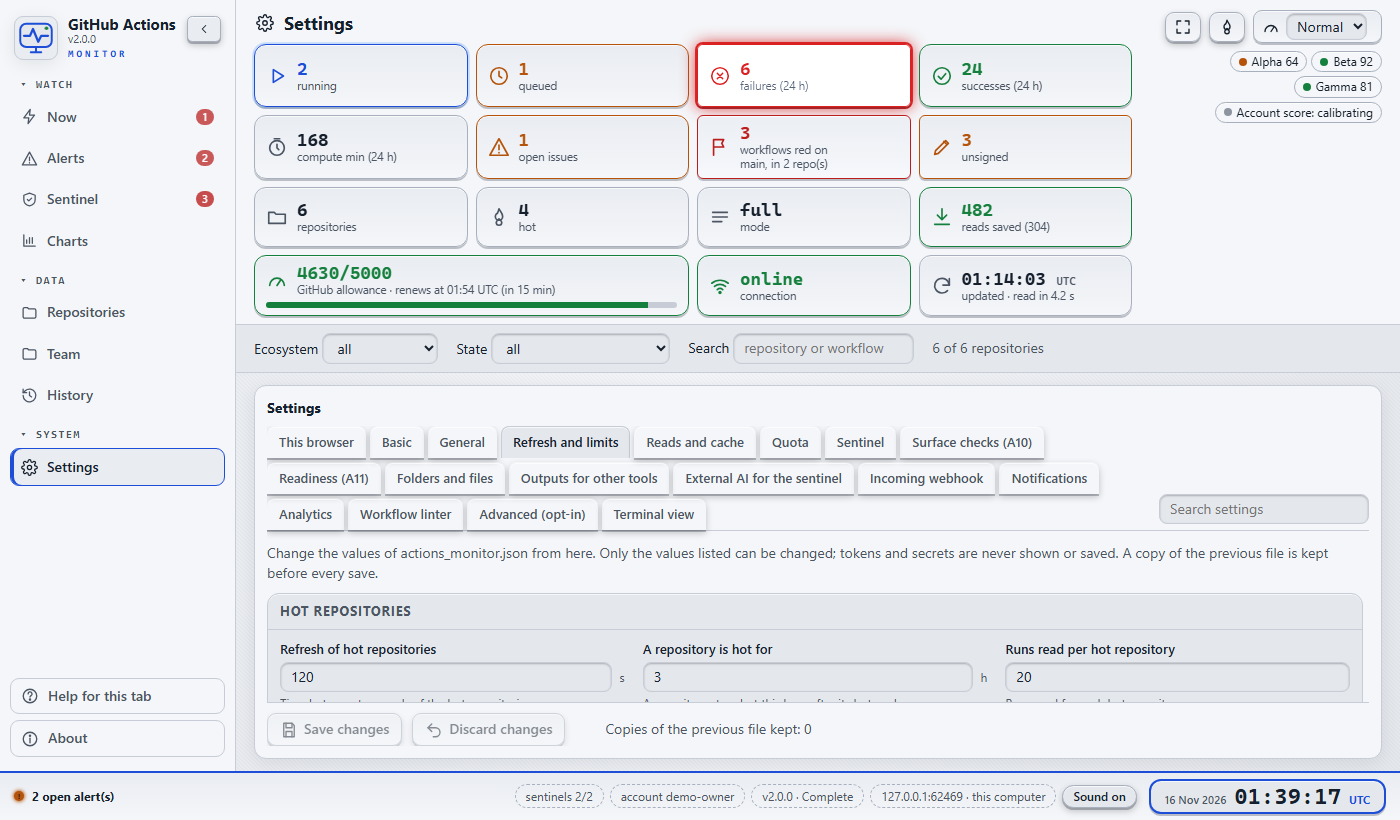 GitHub Actions
v2.0.0
MONITOR
WATCH
Now 1
Alerts 2
Sentinel 3
Charts
DATA
Repositories
Team
History
SYSTEM
Settings
Help for this tab
About
Settings
Normal
Alpha 64
Beta 92
Gamma 81
Account score: calibrating
2
running
1
queued
6
failures (24 h)
24
successes (24 h)
168
compute min (24 h)
1
open issues
3
workflows red on
main, in 2 repo(s)
3
unsigned
6
repositories
4
hot
full
mode
482
reads saved (304)
4630/5000
GitHub allowance · renews at 01:54 UTC (in 15 min)
online
connection
01:14:03 UTC
updated · read in 4.2 s
Ecosystem all State all Search repository or workflow 6 of 6 repositories
Settings
This browser Basic General Refresh and limits Reads and cache Quota Sentinel Surface checks (A10)
Readiness (A11) Folders and files Outputs for other tools External AI for the sentinel Incoming webhook Notifications
Analytics Workflow linter Advanced (opt-in) Terminal view
Search settings
Change the values of actions_monitor.json from here. Only the values listed can be changed; tokens and secrets are never shown or saved. A copy of the previous file is kept
before every save.
HOT REPOSITORIES
Refresh of hot repositories A repository is hot for Runs read per hot repository
120 s 3 h 20
Save changes Discard changes Copies of the previous file kept: 0
2 open alert(s)
sentinels 2/2
account demo-owner
v2.0.0 · Complete
127.0.0.1:62469 · this computer
Sound on
16 Nov 2026 01:39:17 UTC